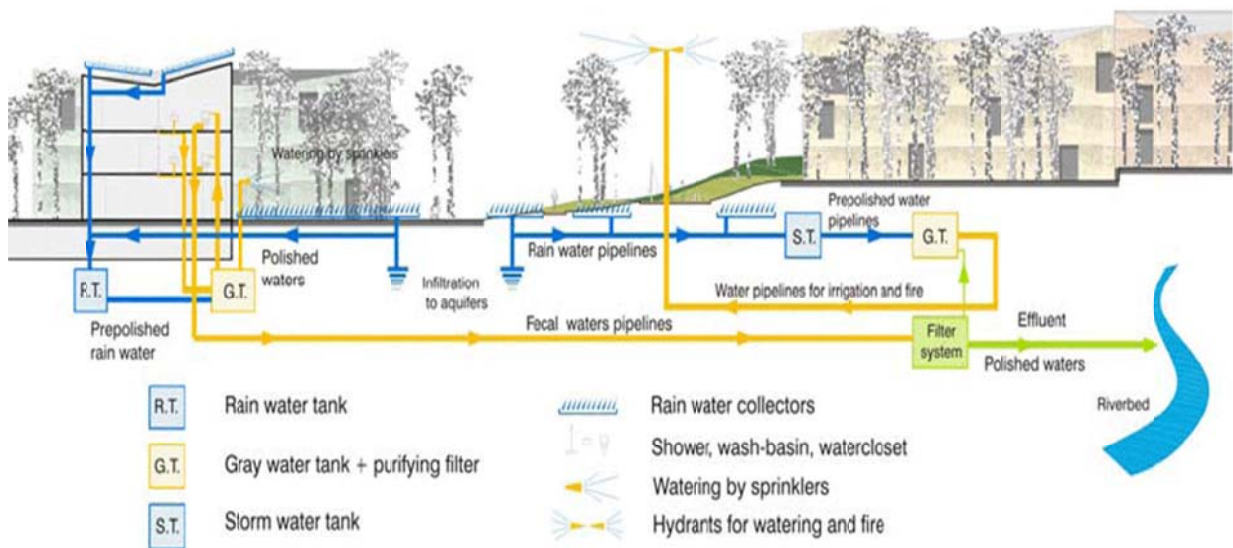 Watering by sprinklers
Prepolished water
pipelines
S.T.
G.T.
Polished
waters
Rain water pipelines
R.T.
G.T.
Infiltration
to aquifers
Water pipelines for irrigation and fire
Prepolished
rain water
Fecal waters pipelines
Filter
system
Effluent
Polished waters
Riverbed
R.T.
Rain water tank
Rain water collectors
Shower, wash-basin, watercloset
G.T.
Gray water tank + purifying filter
Watering by sprinklers
S.T.
Storm water tank
Hydrants for watering and fire